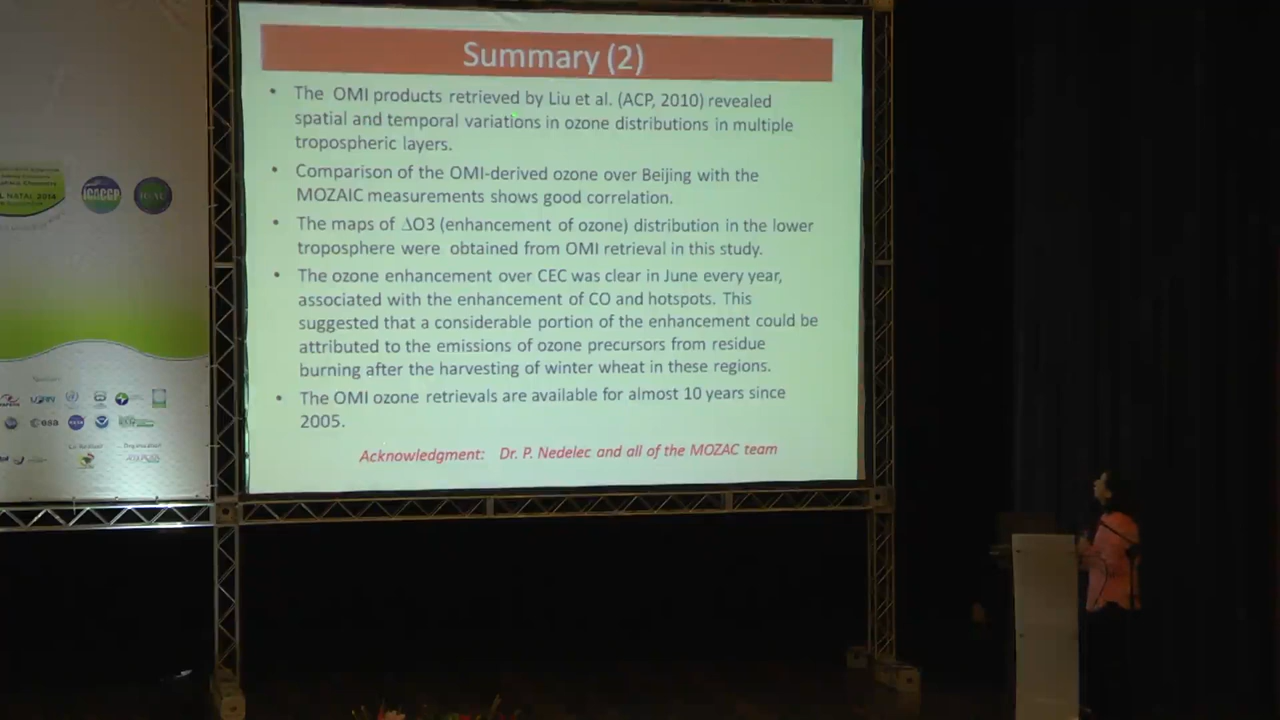 Summary (2)
• The OMI products retrieved by Liu et al. (ACP, 2010) revealed
spatial and temporal variations in ozone distributions in multiple
tropospheric layers.
• Comparison of the OMI-derived ozone over Beijing with the
MOZAIC measurements shows good correlation.
• The maps of ΔO3 (enhancement of ozone) distribution in the lower
troposphere were obtained from OMI retrieval in this study.
• The ozone enhancement over CEC was clear in June every year,
associated with the enhancement of CO and hotspots. This
suggested that a considerable portion of the enhancement could be
attributed to the emissions of ozone precursors from residue
burning after the harvesting of winter wheat in these regions.
• The OMI ozone retrievals are available for almost 10 years since
2005.
Acknowledgment: Dr. P. Nedelec and all of the MOZAC team
NATAL 2014
iCACGP
IGAC
esa